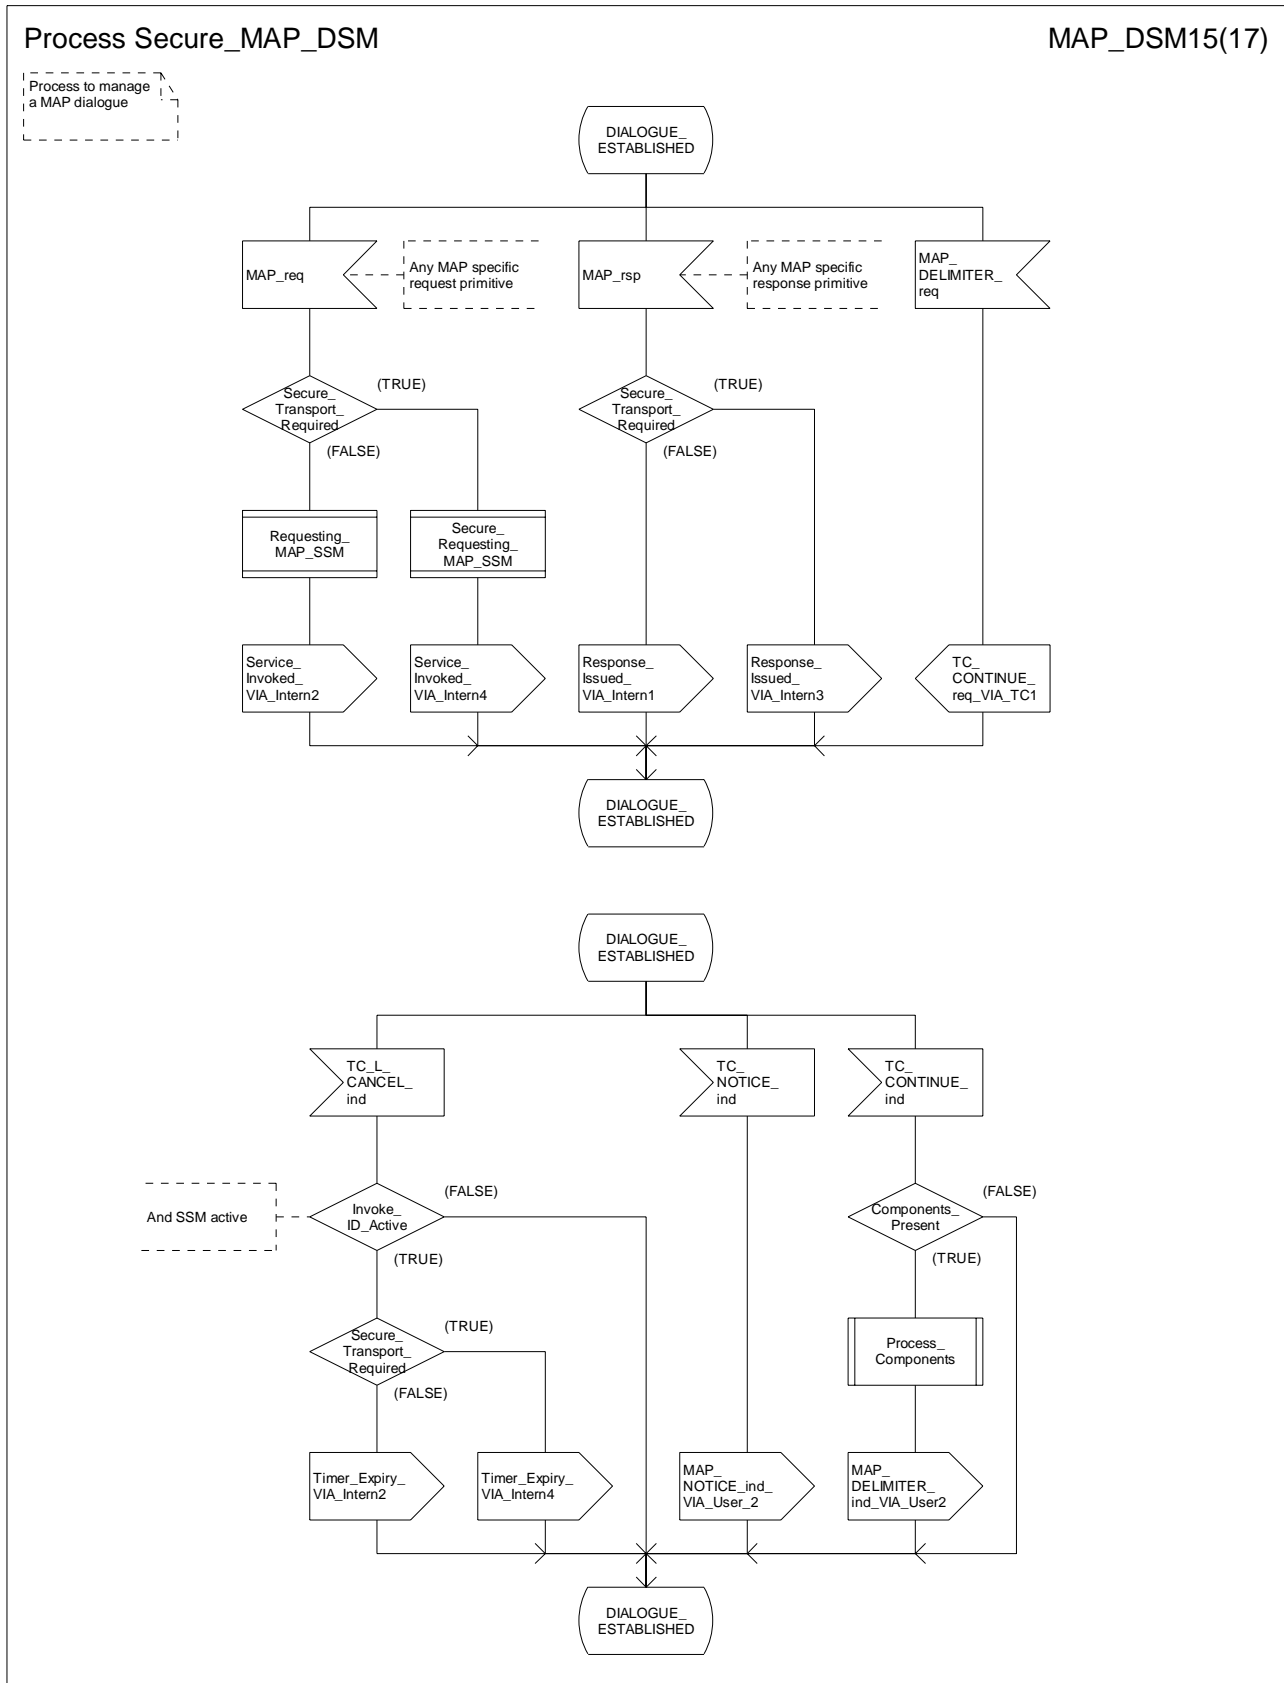 Process Secure_MAP_DSM
MAP_DSM15(17)
Process to manage
a MAP dialogue
DIALOGUE_
ESTABLISHED
MAP_req
Any MAP specific
request primitive
MAP_rsp
Any MAP specific
response primitive
MAP_
DELIMITER_
req
Secure_
Transport_
Required
(TRUE)
(FALSE)
Secure_
Transport_
Required
(TRUE)
(FALSE)
Requesting_
MAP_SSM
Secure_
Requesting_
MAP_SSM
Service_
Invoked_
VIA_Intern2
Service_
Invoked_
VIA_Intern4
Response_
Issued_
VIA_Intern1
Response_
Issued_
VIA_Intern3
TC_
CONTINUE_
req_VIA_TC1
DIALOGUE_
ESTABLISHED
DIALOGUE_
ESTABLISHED
TC_L_
CANCEL_
ind
TC_
NOTICE_
ind
TC_
CONTINUE_
ind
And SSM active
Invoke_
ID_Active
(FALSE)
(TRUE)
Components_
Present
(FALSE)
(TRUE)
Secure_
Transport_
Required
(TRUE)
(FALSE)
Process_
Components
Timer_Expiry_
VIA_Intern2
Timer_Expiry_
VIA_Intern4
MAP_
NOTICE_ind_
VIA_User_2
MAP_
DELIMITER_
ind_VIA_User2
DIALOGUE_
ESTABLISHED